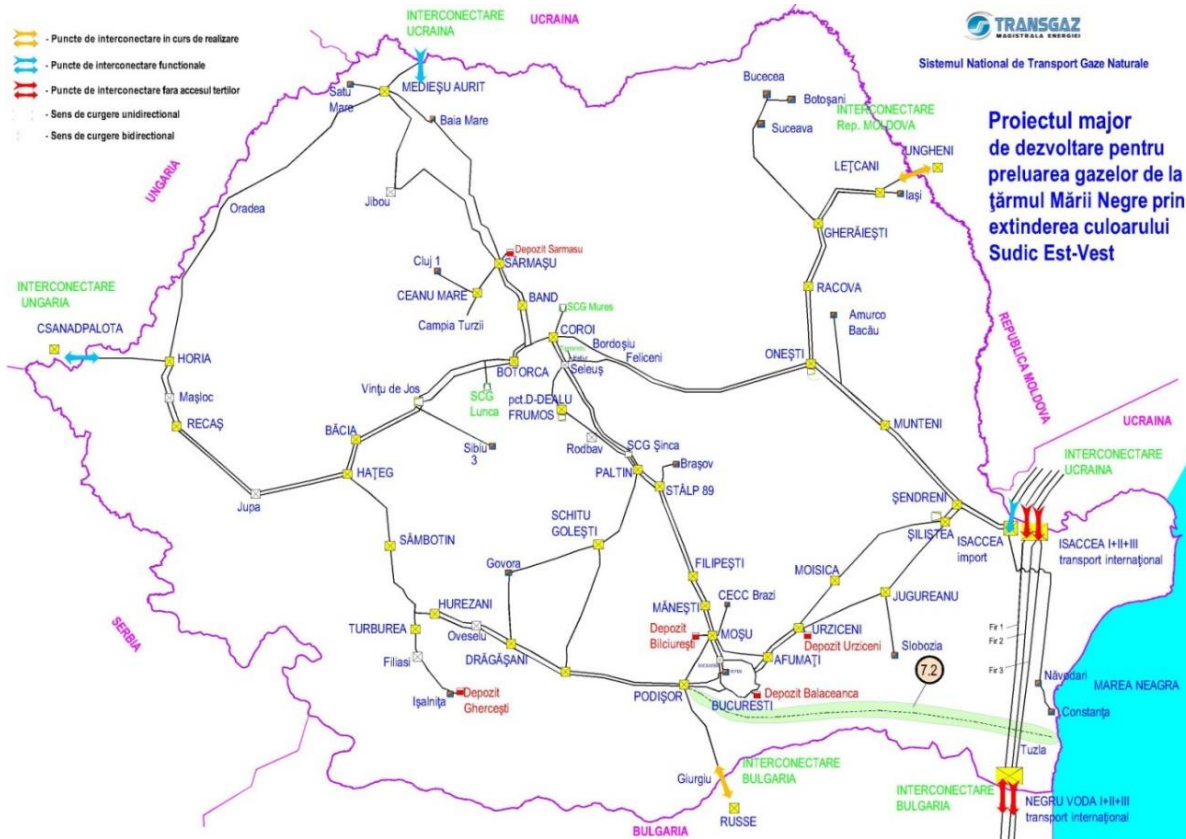 INTERCONECTARE
UCRAINA
UCRAINA
TRANSGAZ
MAGISTRALA ENERGIEI
Sistemul National de Transport Gaze Naturale
- Puncte de interconectare in curs de realizare
- Puncte de interconectare functionale
- Puncte de interconectare fara accesul tertilor
- Sens de curgere unidirectional
- Sens de curgere bidirectional
Proiectul major
de dezvoltare pentru
preluarea gazelor de la
ţărmul Mării Negre prin
extinderea culoarului
Sudic Est-Vest
MEDIEŞU AURIT
Satu
Mare
Baia Mare
Bucecea
Botoşani
Suceava
INTERCONECTARE
Rep. MOLDOVA
UNGHENI
LEŢCANI
Iaşi
UNGARIA
Oradea
Jibou
GHERĂIEŞTI
Depozit Sarmasu
SĂRMAŞU
Cluj 1
CEANU MARE
BAND
Campia Turzii
SCG Mures
COROI
Bordoşiu
Feliceni
Seleuş
RACOVA
Amurco
Bacău
ONEŞTI
REPUBLICA MOLDOVA
INTERCONECTARE
UNGARIA
CSANADPALOTA
HORIA
Maşloc
RECAŞ
BOTORCA
Vinţu de Jos
SCG
Lunca
pct.D-DEALU
FRUMOS
BĂCIA
Sibiu
3
Rodbav
SCG Şinca
PALTIN
Braşov
STÂLP 89
MUNTENI
UCRAINA
INTERCONECTARE
UCRAINA
HAŢEG
Jupa
ŞENDRENI
ŞILIŞTEA
ISACCEA
import
ISACCEA I+II+III
transport international
SCHITU
GOLEŞTI
SÂMBOTIN
Govora
FILIPEŞTI
MOISICA
CECC Brazi
JUGUREANU
MĂNEŞTI
HUREZANI
Oveselu
TURBUREA
DRĂGĂŞANI
Depozit
Bilciureşti
MOŞU
URZICENI
Depozit Urziceni
Slobozia
AFUMAŢI
Filiasi
Işalniţa
Depozit
Gherceşti
PODIŞOR
BUCURESTI
Depozit Balaceanca
7.2
Fir 1
Fir 2
Fir 3
Năvodari
MAREA NEAGRA
Constanţa
Tuzla
SERBIA
Giurgiu
INTERCONECTARE
BULGARIA
RUSSE
BULGARIA
INTERCONECTARE
BULGARIA
NEGRU VODA I+II+III
transport international